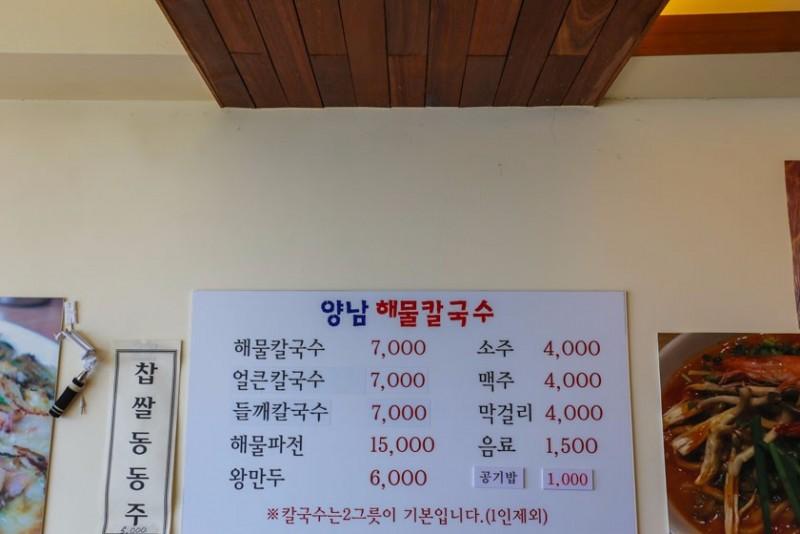 양남 해물칼국수
해물칼국수 7,000
얼큰칼국수 7,000
들깨칼국수 7,000
해물파전 15,000
왕만두 6,000
소주 4,000
맥주 4,000
막걸리 4,000
음료 1,500
공기밥 1,000
※칼국수는2그릇이 기본입니다.(1인제외)
찹쌀동동주
5,000